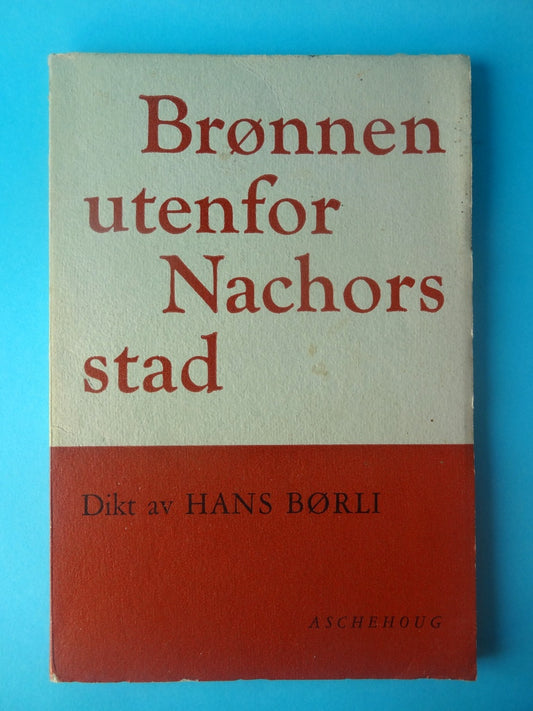 Brønnen
utenfor
Nachors
stad
Dikt av HANS BØRLI
ASCHEHOUG